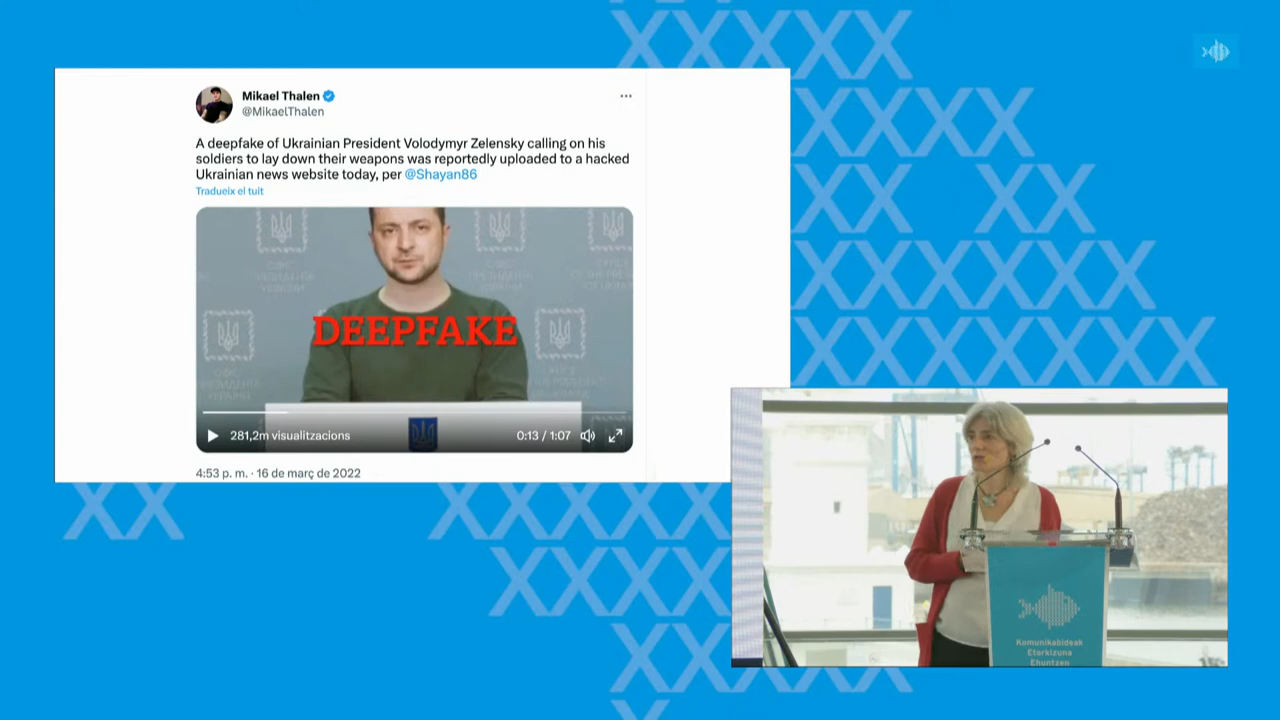 Mikael Thalen
@MikaelThalen
A deepfake of Ukrainian President Volodymyr Zelensky calling on his
soldiers to lay down their weapons was reportedly uploaded to a hacked
Ukrainian news website today, per @Shayan86
Tradueix el tuit
DEEPFAKE
281,2m visualitzacions
0:13 / 1:07
4:53 p. m. · 16 de març de 2022
Komunikabideak
Etorkizuna
Ehuntzen